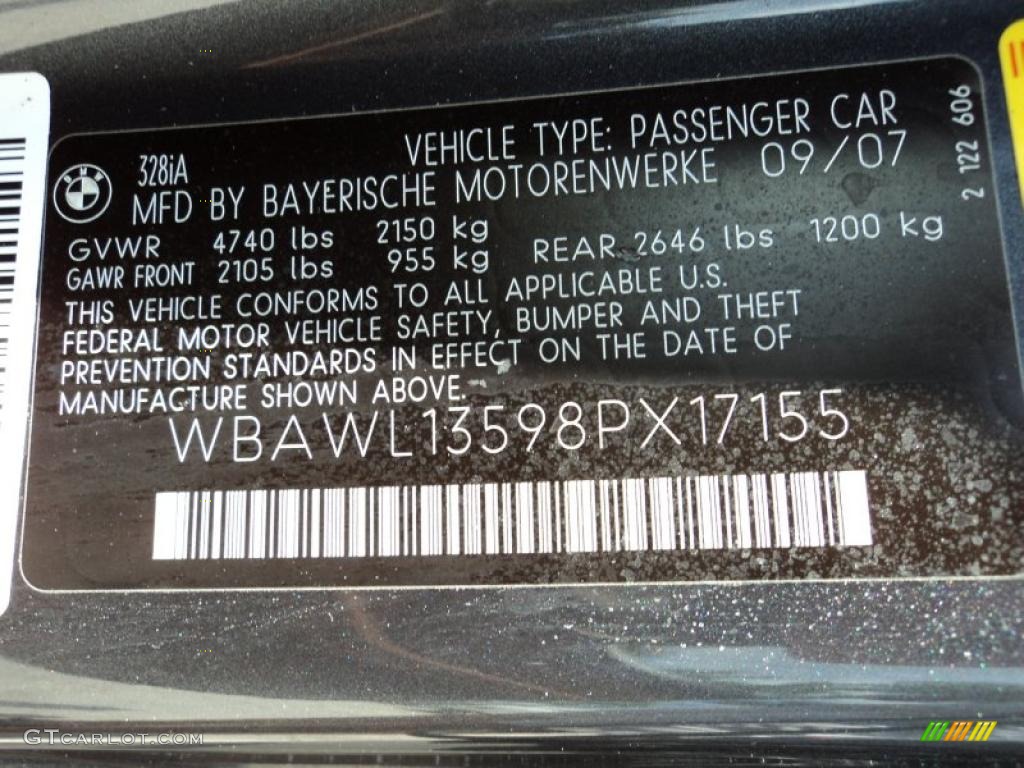 VEHICLE TYPE: PASSENGER CAR
328iA
MFD BY BAYERISCHE MOTORENWERKE 09/07
GVWR 4740 lbs 2150 kg
GAWR FRONT 2105 lbs 955 kg REAR 2646 lbs 1200 kg
THIS VEHICLE CONFORMS TO ALL APPLICABLE U.S.
FEDERAL MOTOR VEHICLE SAFETY, BUMPER AND THEFT
PREVENTION STANDARDS IN EFFECT ON THE DATE OF
MANUFACTURE SHOWN ABOVE.
WBAWL13598PX17155
2 122 606
BMW
GTCARLOT.COM